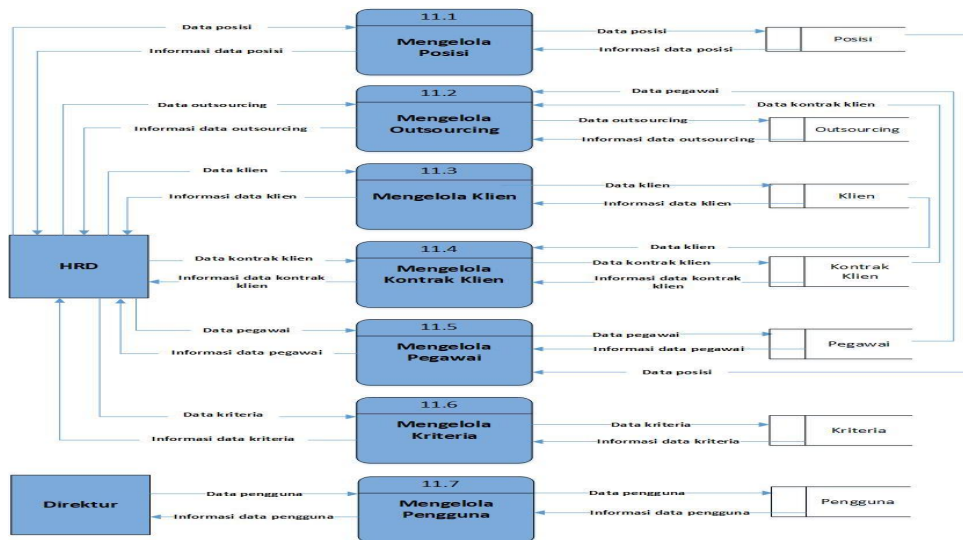 11.1
Data posisi
Mengelola
Posisi
Informasi data posisi
Data posisi
Informasi data posisi
Posisi
11.2
Data outsourcing
Mengelola
Outsourcing
Informasi data outsourcing
Data pegawai
Data kontrak klien
Data outsourcing
Informasi data outsourcing
Outsourcing
11.3
Data klien
Mengelola Klien
Informasi data klien
Data klien
Informasi data klien
Klien
HRD
11.4
Data kontrak klien
Mengelola
Kontrak Klien
Informasi data kontrak
klien
Data klien
Data kontrak klien
Informasi data kontrak
klien
Kontrak
Klien
11.5
Data pegawai
Mengelola
Pegawai
Informasi data pegawai
Data pegawai
Informasi data pegawai
Data posisi
Pegawai
11.6
Data kriteria
Mengelola
Kriteria
Informasi data kriteria
Data kriteria
Informasi data kriteria
Kriteria
Direktur
11.7
Data pengguna
Mengelola
Pengguna
Informasi data pengguna
Data pengguna
Informasi data pengguna
Pengguna